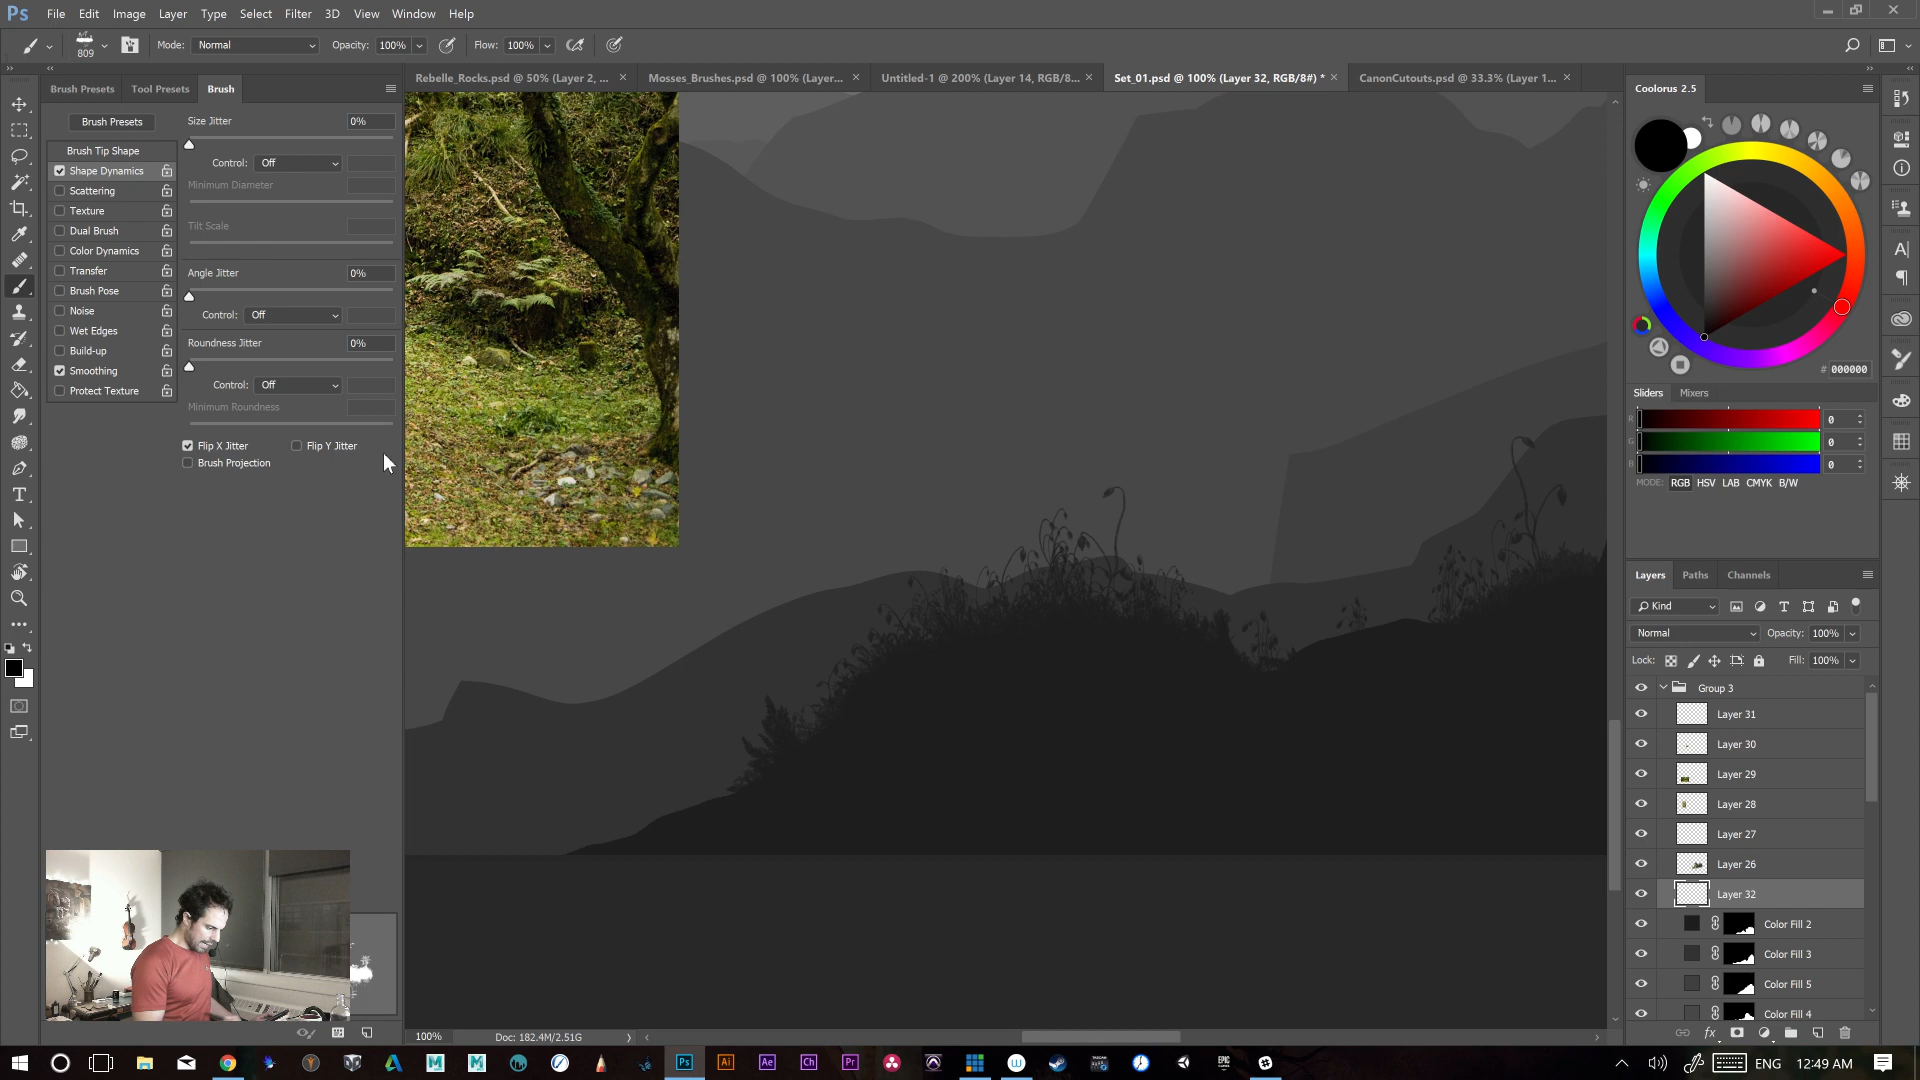 Ps File Edit Image Layer Type Select Filter 3D View Window Help
809 Mode: Normal Opacity: 100% Flow: 100%
Brush Presets Tool Presets Brush
Rebelle_Rocks.psd @ 50% (Layer 2, ...
Mosses_Brushes.psd @ 100% (Layer...
Untitled-1 @ 200% (Layer 14, RGB/8...
Set_01.psd @ 100% (Layer 32, RGB/8#) *
CanonCutouts.psd @ 33.3% (Layer 1...
Brush Presets
Brush Tip Shape
Shape Dynamics
Scattering
Texture
Dual Brush
Color Dynamics
Transfer
Brush Pose
Noise
Wet Edges
Build-up
Smoothing
Protect Texture
Size Jitter 0%
Control: Off
Minimum Diameter
Tilt Scale
Angle Jitter 0%
Control: Off
Roundness Jitter 0%
Control: Off
Minimum Roundness
Flip X Jitter Flip Y Jitter
Brush Projection
Coolorus 2.5
# 000000
Sliders Mixers
R 0
G 0
B 0
MODE: RGB HSV LAB CMYK B/W
Layers Paths Channels
Kind
Normal Opacity: 100%
Lock: Fill: 100%
Group 3
Layer 31
Layer 30
Layer 29
Layer 28
Layer 27
Layer 26
Layer 32
Color Fill 2
Color Fill 3
Color Fill 5
Color Fill 4
100% Doc: 182.4M/2.51G
Ps Ai Ae Ch Pr
ENG 12:49 AM